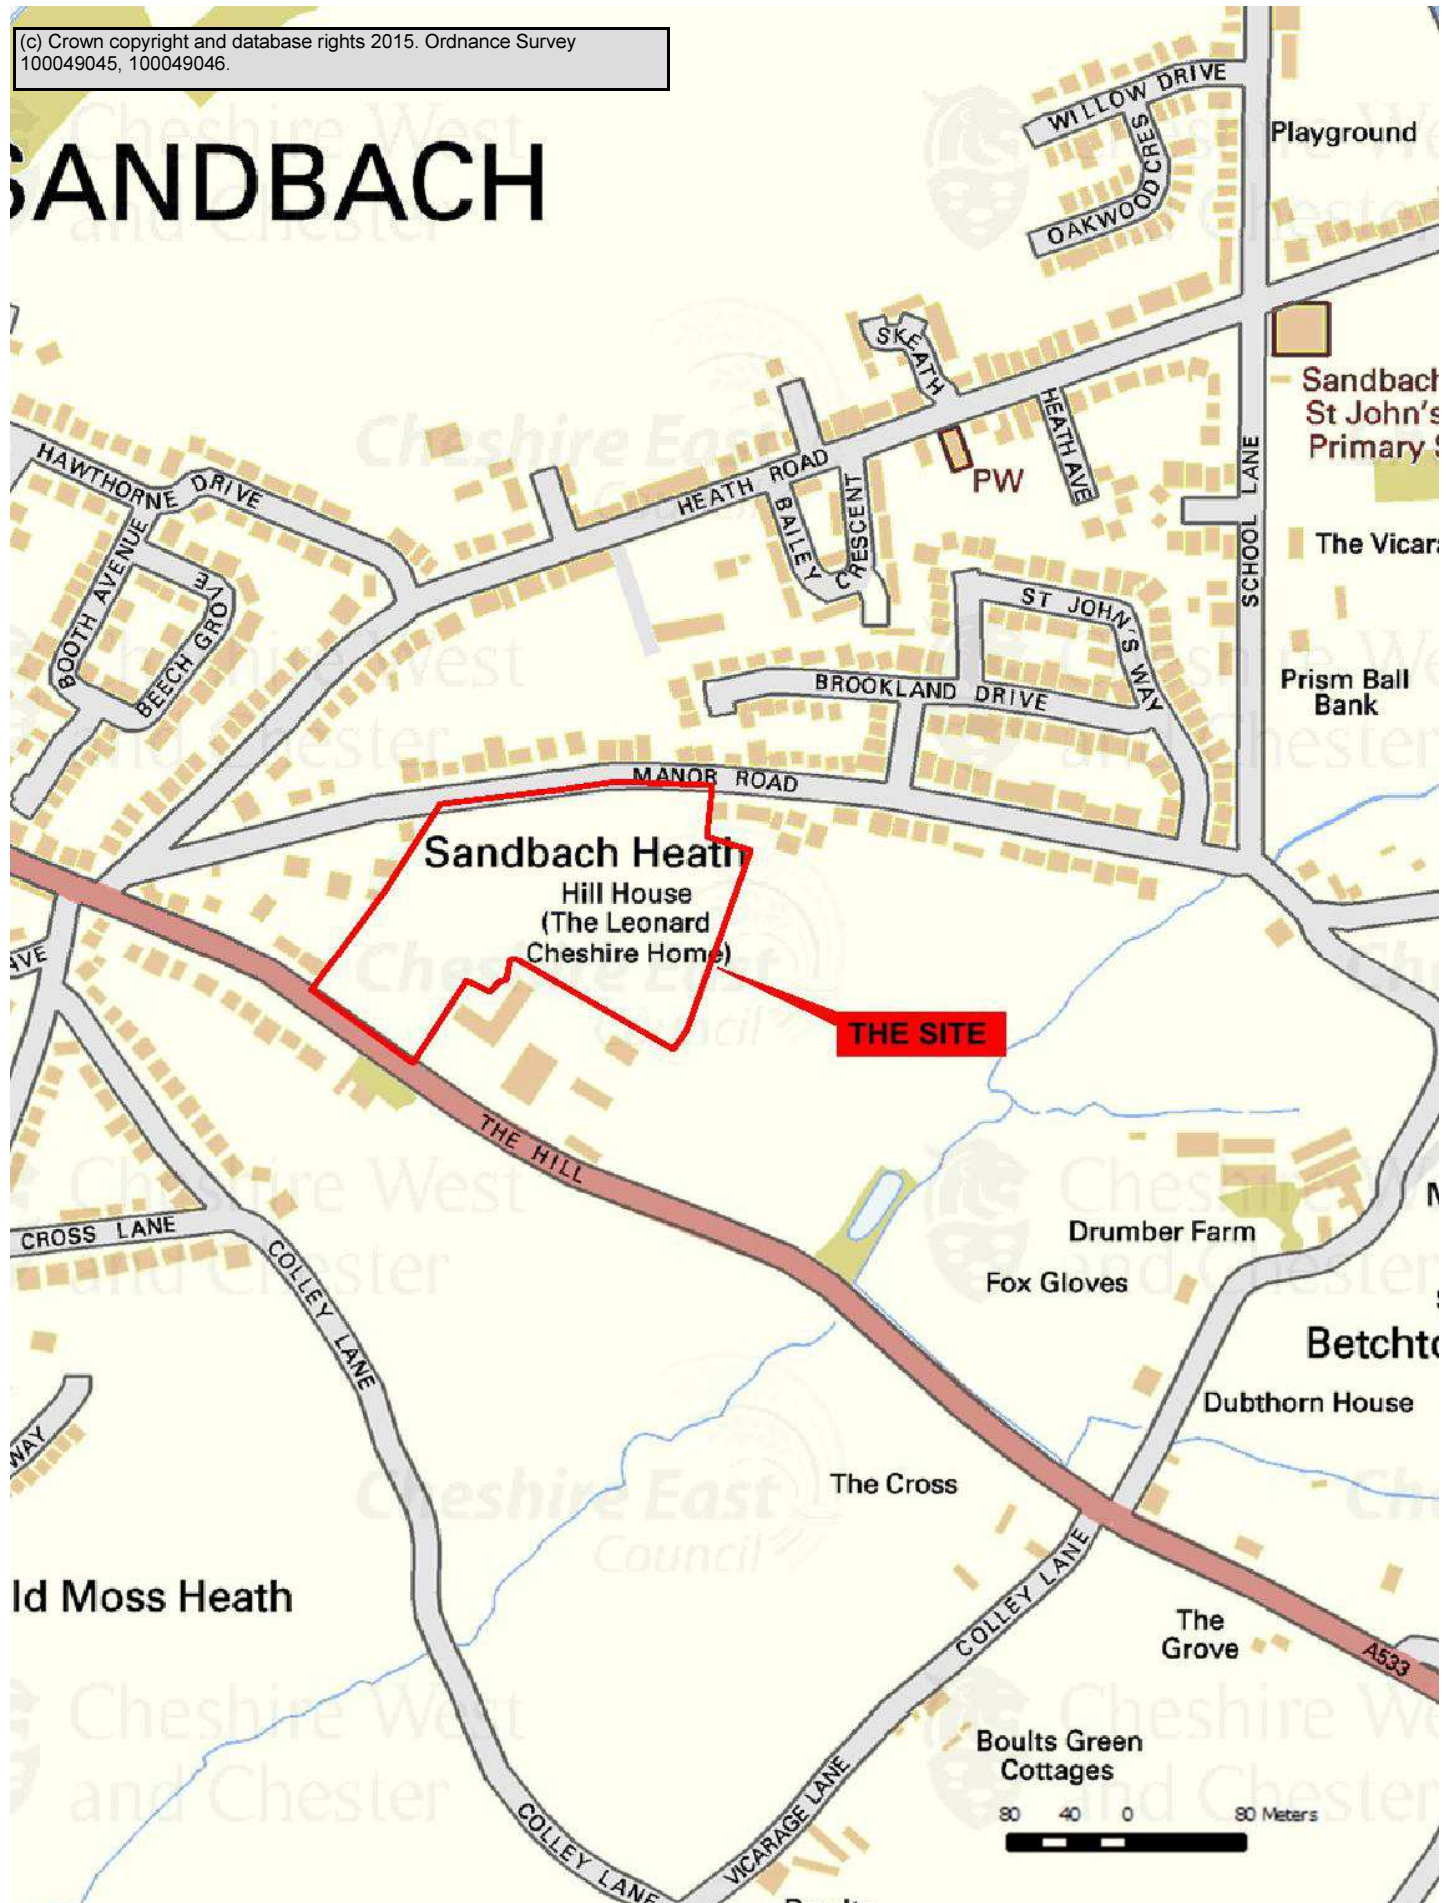 (c) Crown copyright and database rights 2015. Ordnance Survey
100049045, 100049046.
SANDBACH
WILLOW DRIVE
OAKWOOD CRES
Playground
SKEATH
HEATH AVE
Sandbach
St John's
Primary
PW
HEATH ROAD
BAILEY CRESCENT
SCHOOL LANE
HAWTHORNE DRIVE
BOOTH AVENUE
BEECH GROVE
The Vicar
ST JOHN'S WAY
BROOKLAND DRIVE
Prism Ball
Bank
MANOR ROAD
Sandbach Heath
Hill House
(The Leonard
Cheshire Home)
AVE
THE SITE
THE HILL
CROSS LANE
COLLEY LANE
Drumber Farm
Fox Gloves
Betchto
Dubthorn House
WAY
The Cross
COLLEY LANE
ld Moss Heath
The
Grove
A533
Boults Green
Cottages
VICARAGE LANE
COLLEY LANE
80 40 0 80 Meters
Cheshire West
and Chester
Cheshire East
Council